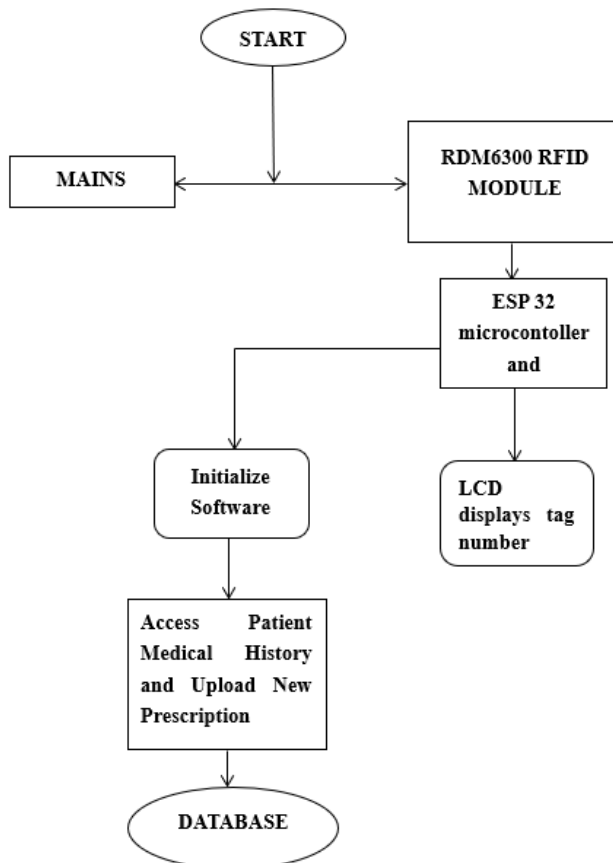 START
MAINS
RDM6300 RFID
MODULE
ESP 32
microcontoller
and
Initialize
Software
LCD
displays tag
number
Access Patient
Medical History
and Upload New
Prescription
DATABASE